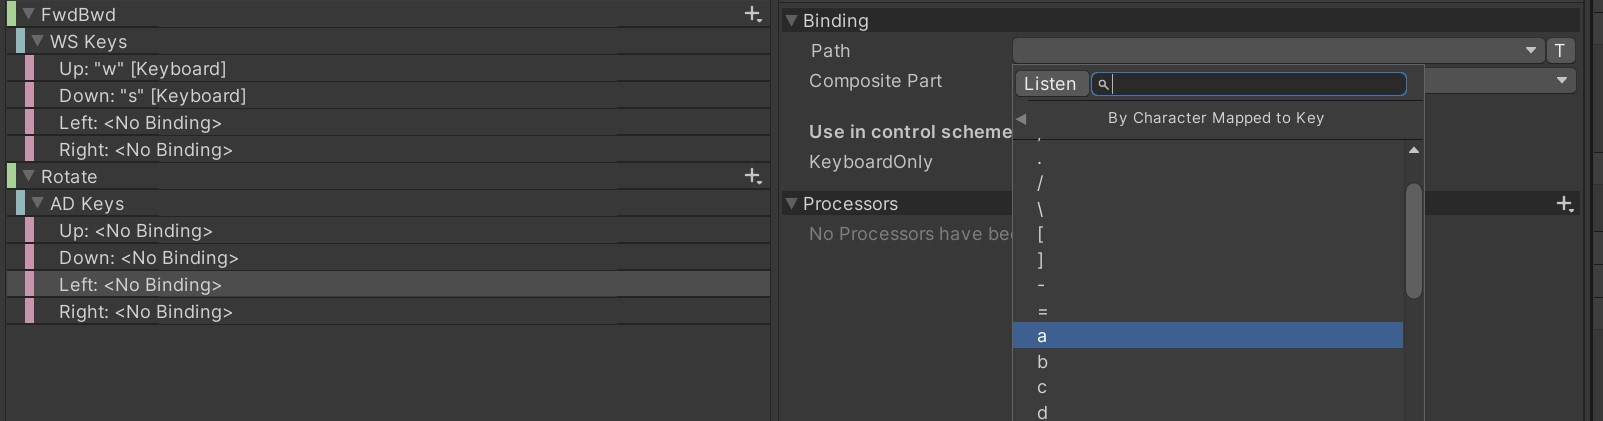 FwdBwd
WS Keys
Up: "w" [Keyboard]
Down: "s" [Keyboard]
Left: <No Binding>
Right: <No Binding>
Rotate
AD Keys
Up: <No Binding>
Down: <No Binding>
Left: <No Binding>
Right: <No Binding>
Binding
Path
T
Composite Part
Use in control scheme
KeyboardOnly
Processors
No Processors have
Listen
By Character Mapped to Key
.
/
\
[
]
-
=
a
b
c
d